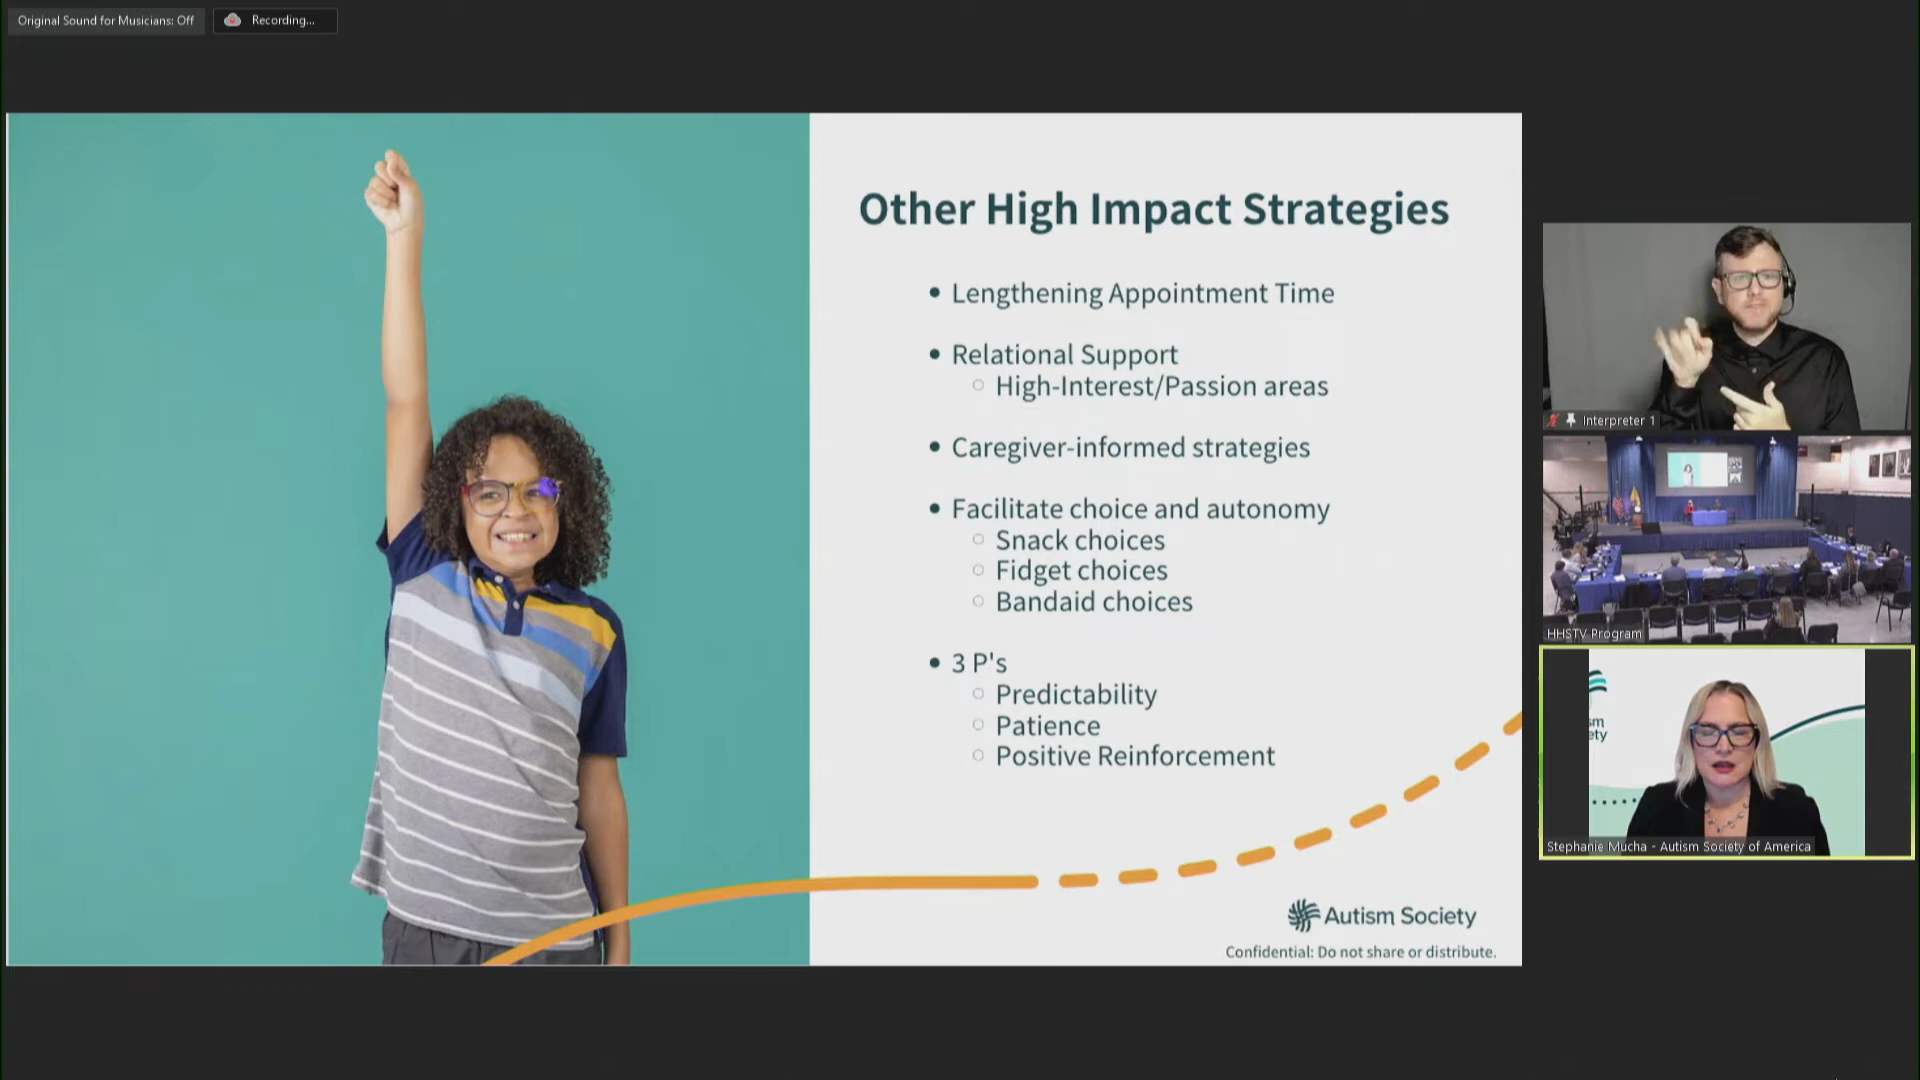 Original Sound for Musicians: Off
Recording...
Other High Impact Strategies
• Lengthening Appointment Time
• Relational Support
○ High-Interest/Passion areas
• Caregiver-informed strategies
• Facilitate choice and autonomy
○ Snack choices
○ Fidget choices
○ Bandaid choices
• 3 P's
○ Predictability
○ Patience
○ Positive Reinforcement
Autism Society
Confidential: Do not share or distribute.
Interpreter 1
HHSTV Program
sm
ety
Stephanie Mucha - Autism Society of America